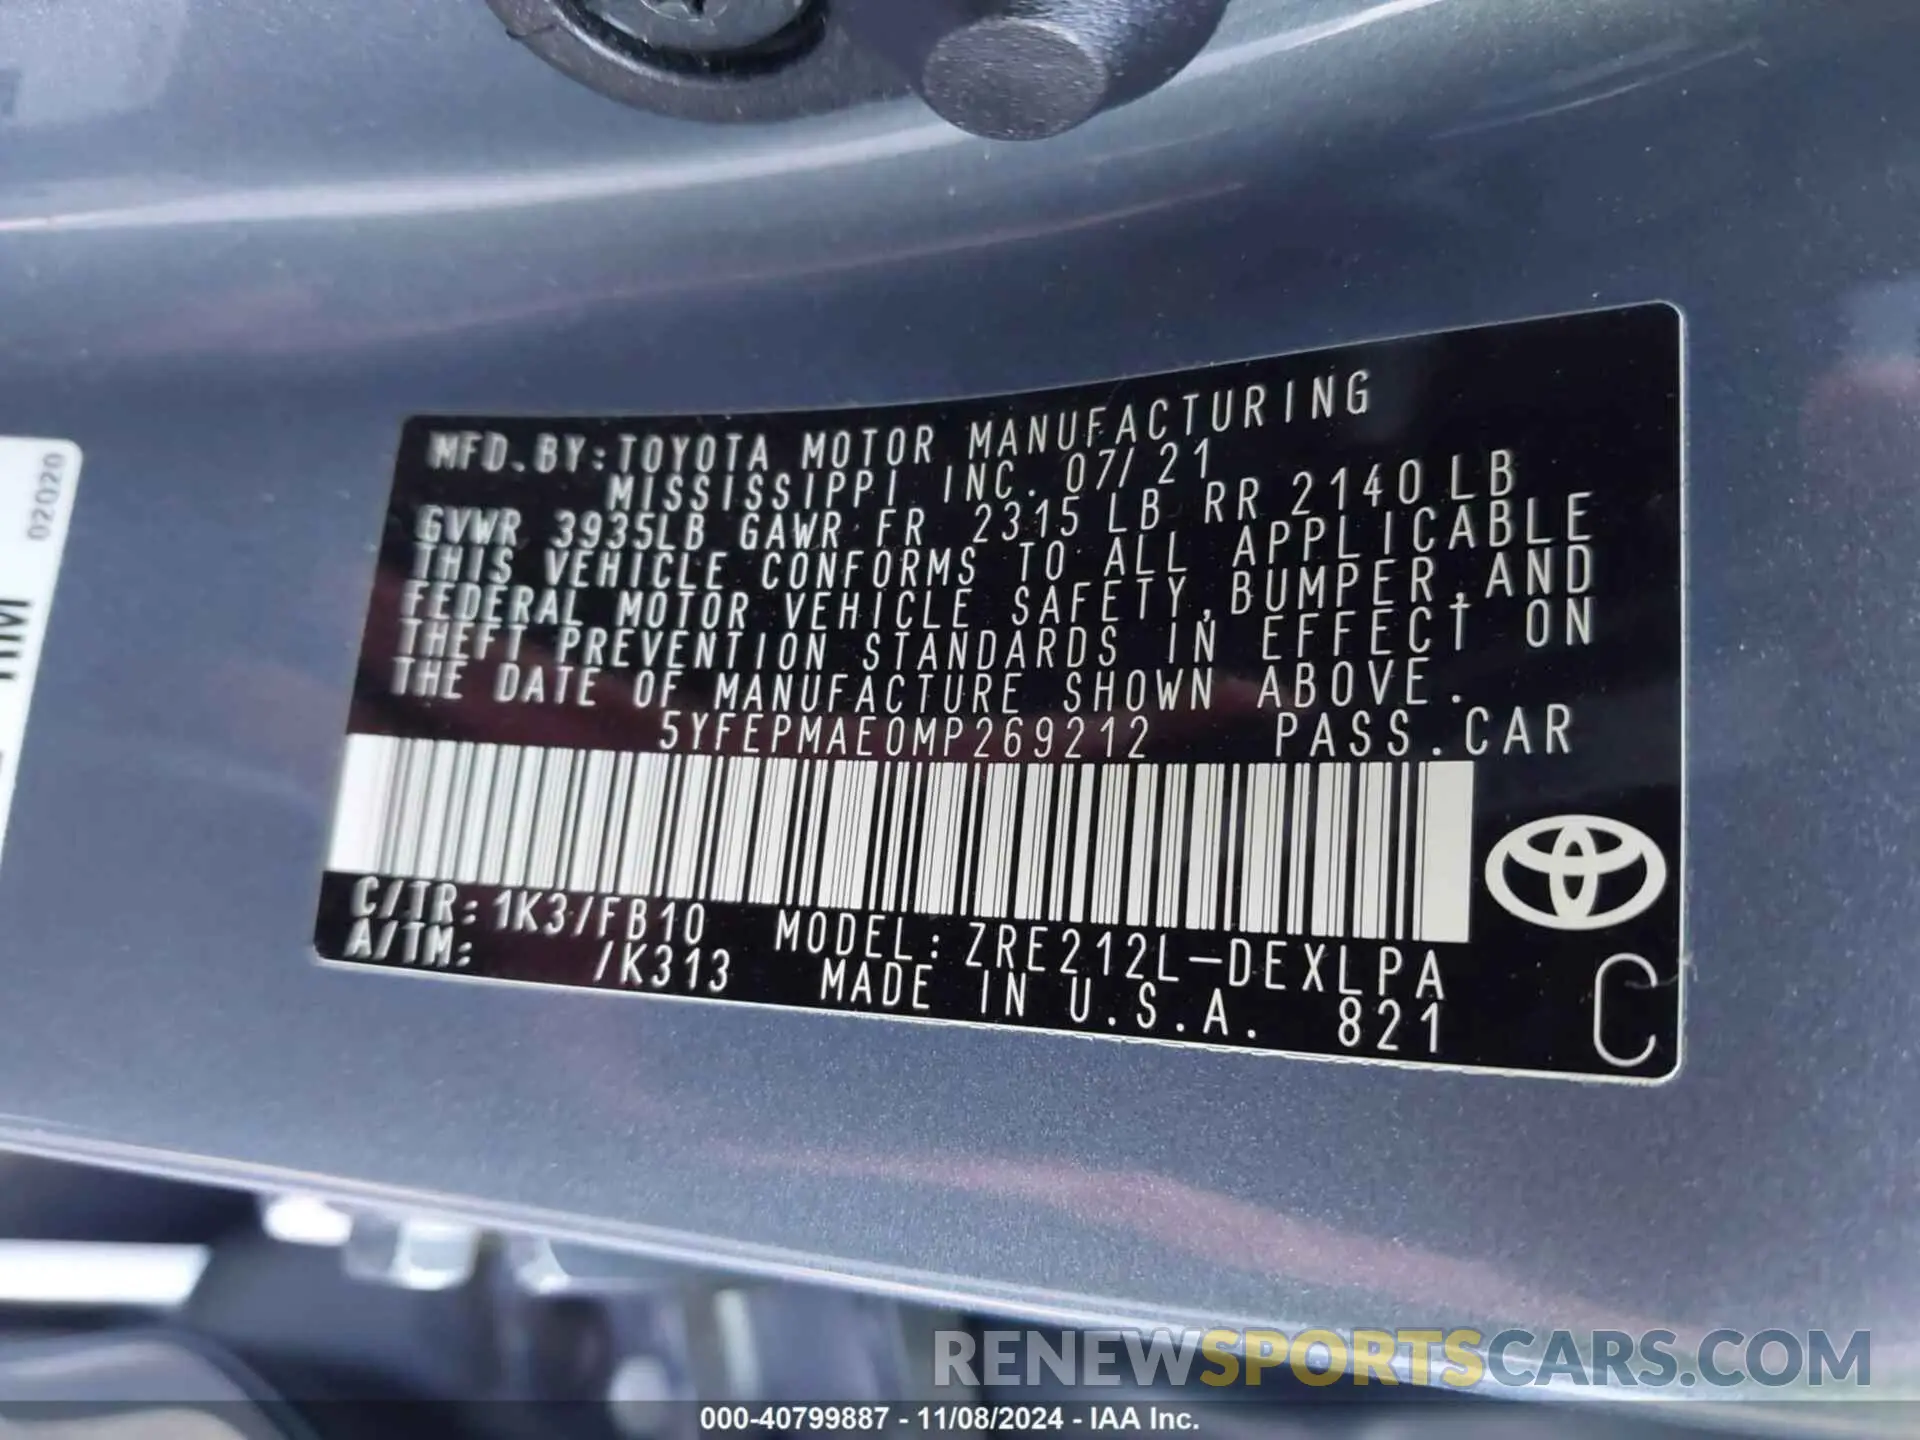 MFD.BY:TOYOTA MOTOR MANUFACTURING
MISSISSIPPI INC. 07/21
GVWR 3935LB GAWR FR 2315 LB RR 2140 LB
THIS VEHICLE CONFORMS TO ALL APPLICABLE
FEDERAL MOTOR VEHICLE SAFETY, BUMPER, AND
THEFT PREVENTION STANDARDS IN EFFECT ON
THE DATE OF MANUFACTURE SHOWN ABOVE.
5YFEPMAE0MP269212 PASS.CAR
C/TR: 1K3/FB10 MODEL: ZRE212L-DEXLPA
A/TM: /K313 MADE IN U.S.A. 821
C
02020
RENEWSPORTSCARS.COM
000-40799887 - 11/08/2024 - IAA Inc.